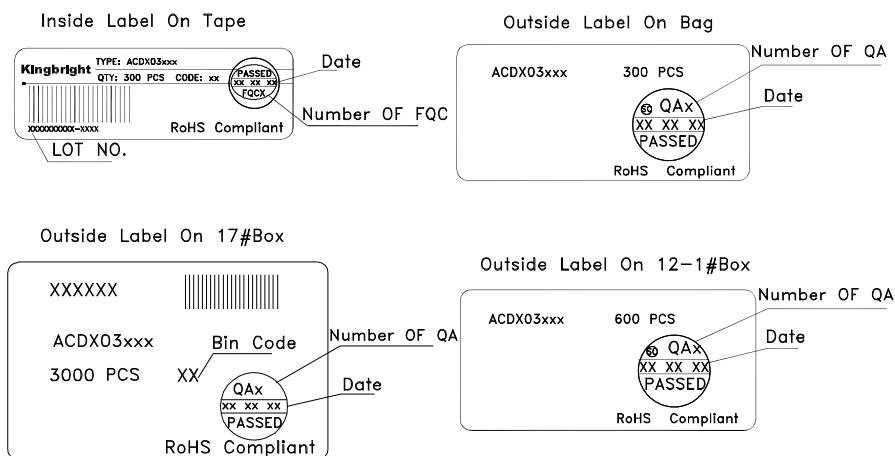 Inside Label On Tape
Kingbright
TYPE: ACDX03xxx
QTY: 300 PCS CODE: xx
PASSED
XX XX XX
FQCX
Date
Number OF FQC
XXXXXXXXXX-XXXX
RoHS Compliant
LOT NO.
Outside Label On Bag
ACDX03xxx 300 PCS
Number OF QA
SC QAx
Date
XX XX XX
PASSED
RoHS Compliant
Outside Label On 17#Box
XXXXXX
ACDX03xxx
Bin Code
Number OF QA
3000 PCS XX
QAx
Date
XX XX XX
PASSED
RoHS Compliant
Outside Label On 12-1#Box
ACDX03xxx 600 PCS
Number OF QA
SC QAx
Date
XX XX XX
PASSED
RoHS Compliant